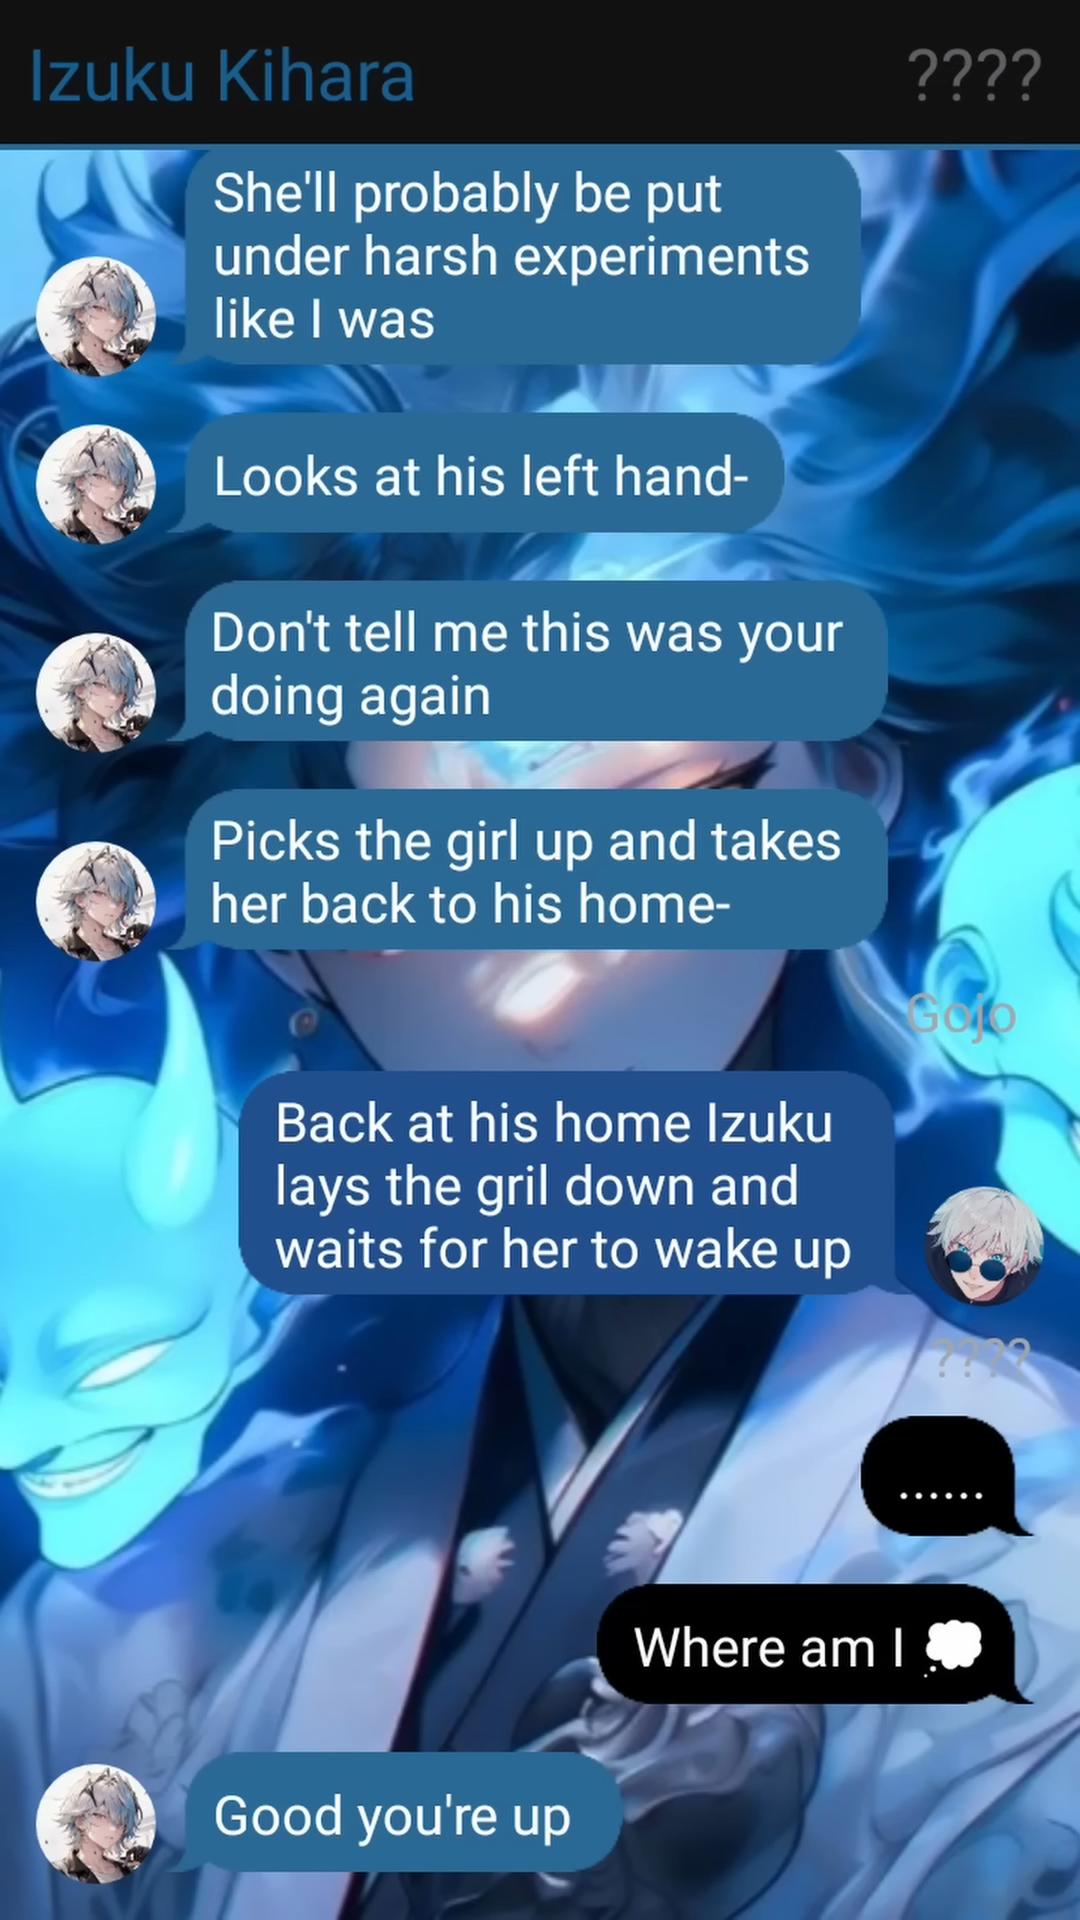 Izuku Kihara
????
She'll probably be put
under harsh experiments
like I was
Looks at his left hand-
Don't tell me this was your
doing again
Picks the girl up and takes
her back to his home-
Gojo
Back at his home Izuku
lays the gril down and
waits for her to wake up
????
......
Where am I 💭
Good you're up